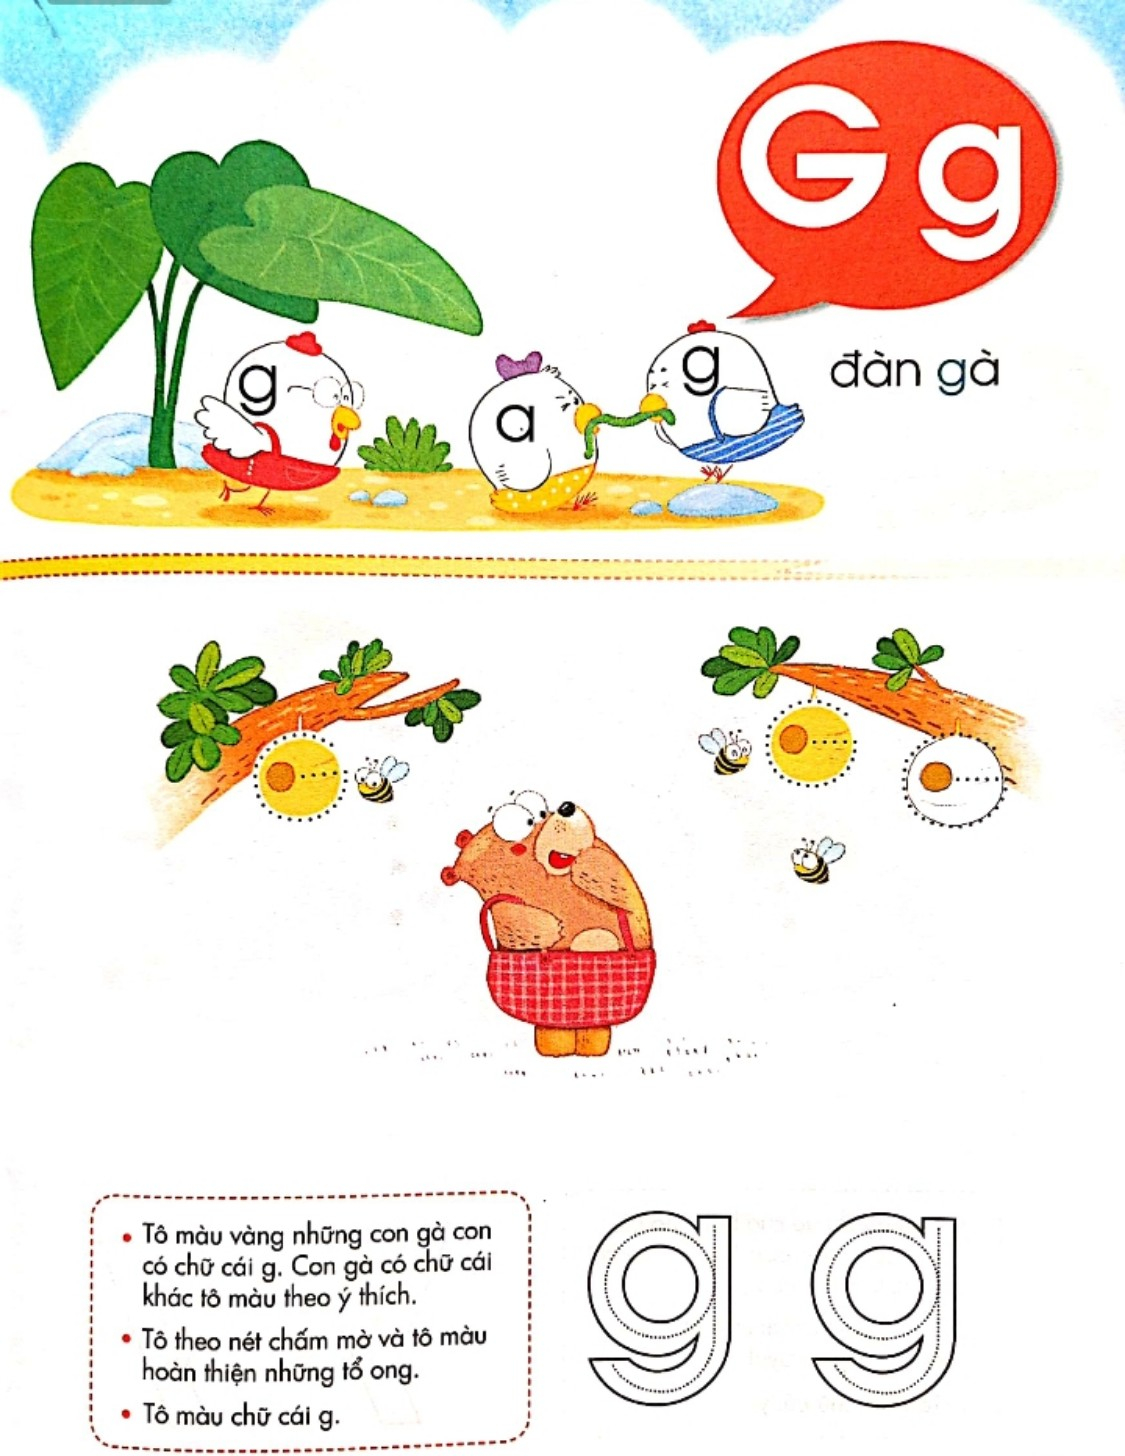 G g
g
a
g
đàn gà
• Tô màu vàng những con gà con
có chữ cái g. Con gà có chữ cái
khác tô màu theo ý thích.
• Tô theo nét chấm mờ và tô màu
hoàn thiện những tổ ong.
• Tô màu chữ cái g.
g g